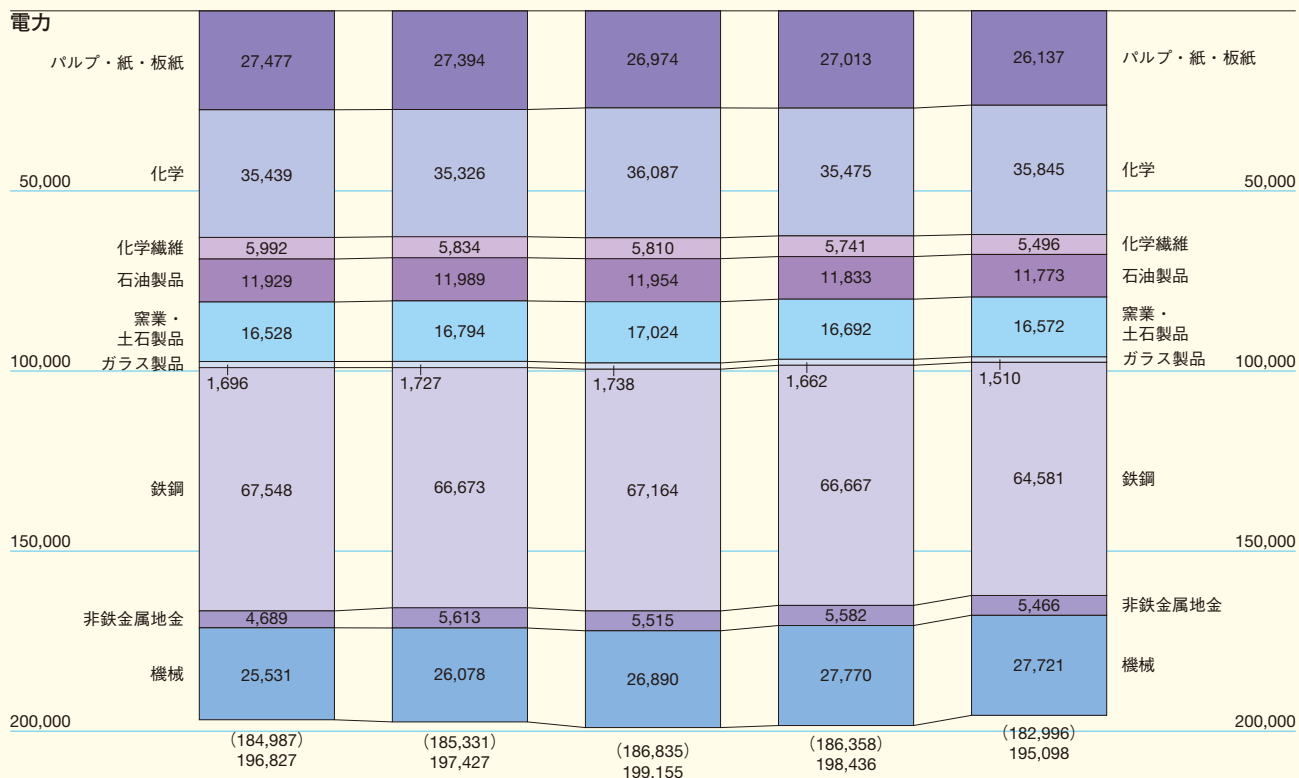 電力
パルプ・紙・板紙 27,477 27,394 26,974 27,013 26,137 パルプ・紙・板紙
化学 35,439 35,326 36,087 35,475 35,845 化学
50,000 50,000
化学繊維 5,992 5,834 5,810 5,741 5,496 化学繊維
石油製品 11,929 11,989 11,954 11,833 11,773 石油製品
窯業・
土石製品 16,528 16,794 17,024 16,692 16,572 窯業・
土石製品
ガラス製品 ガラス製品
100,000 100,000
1,696 1,727 1,738 1,662 1,510
鉄鋼 67,548 66,673 67,164 66,667 64,581 鉄鋼
150,000 150,000
非鉄金属地金 4,689 5,613 5,515 5,582 5,466 非鉄金属地金
機械 25,531 26,078 26,890 27,770 27,721 機械
200,000 200,000
(184,987) (185,331) (186,835) (186,358) (182,996)
196,827 197,427 199,155 198,436 195,098